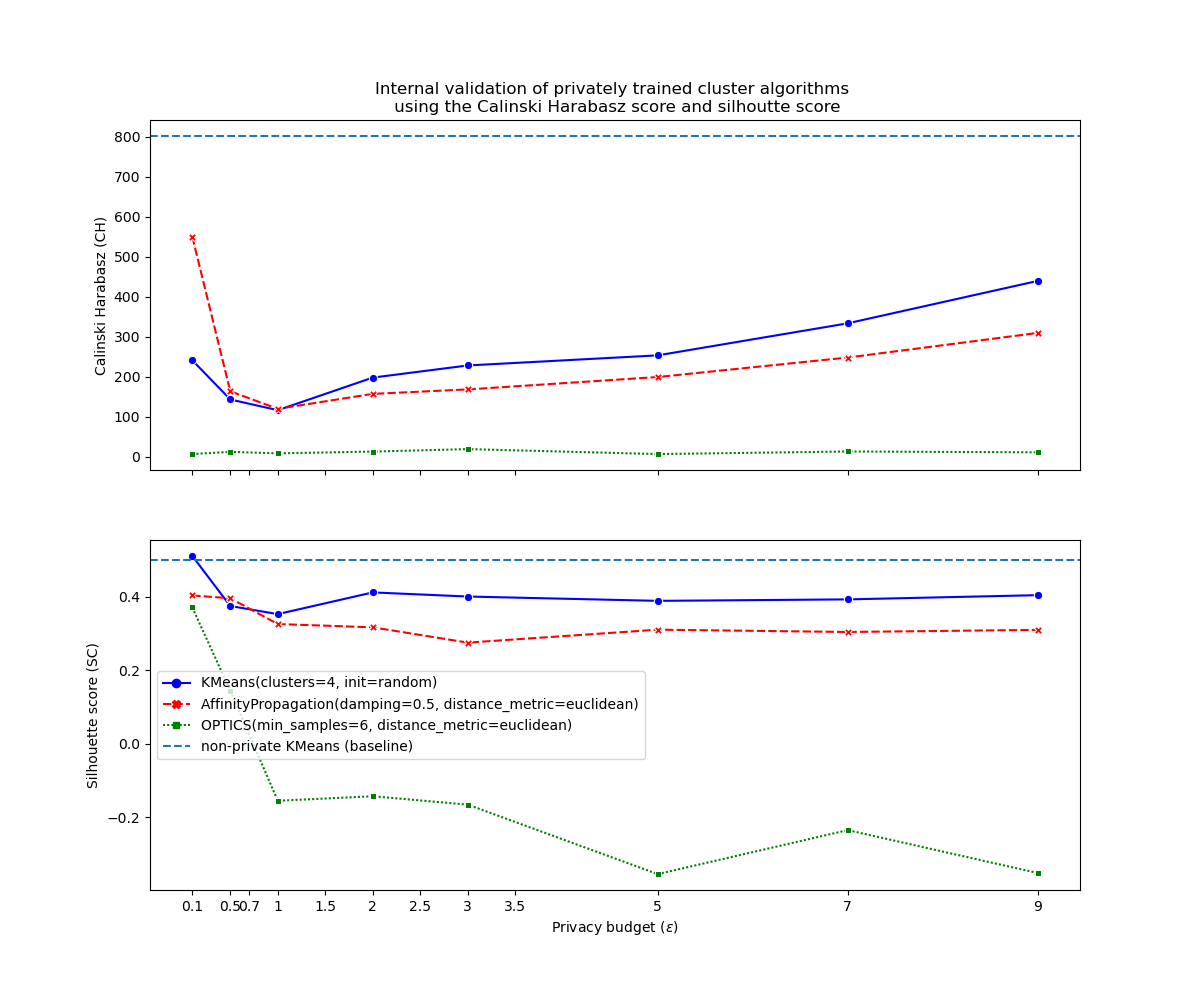 Internal validation of privately trained cluster algorithms
using the Calinski Harabasz score and silhoutte score
Calinski Harabasz (CH)
800
700
600
500
400
300
200
100
0
Silhouette score (SC)
0.4
0.2
0.0
−0.2
KMeans(clusters=4, init=random)
AffinityPropagation(damping=0.5, distance_metric=euclidean)
OPTICS(min_samples=6, distance_metric=euclidean)
non-private KMeans (baseline)
0.1 0.5 0.7 1 1.5 2 2.5 3 3.5 5 7 9
Privacy budget (ε)